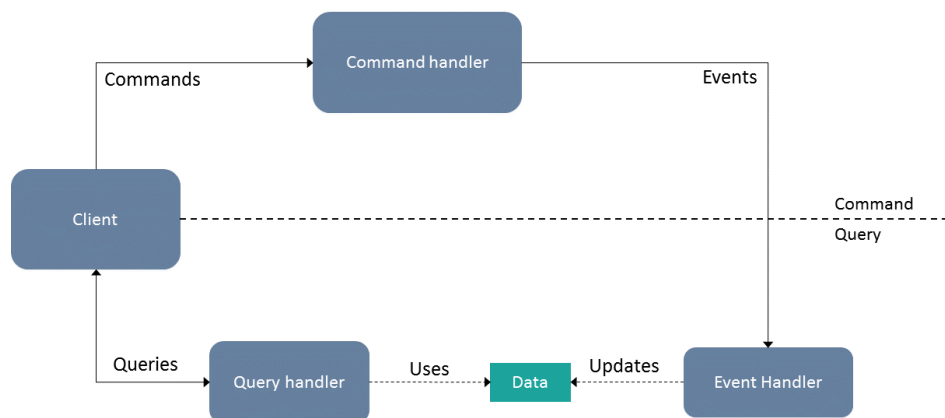 Command handler
Commands
Events
Client
Command
Query
Queries
Query handler
Uses
Data
Updates
Event Handler